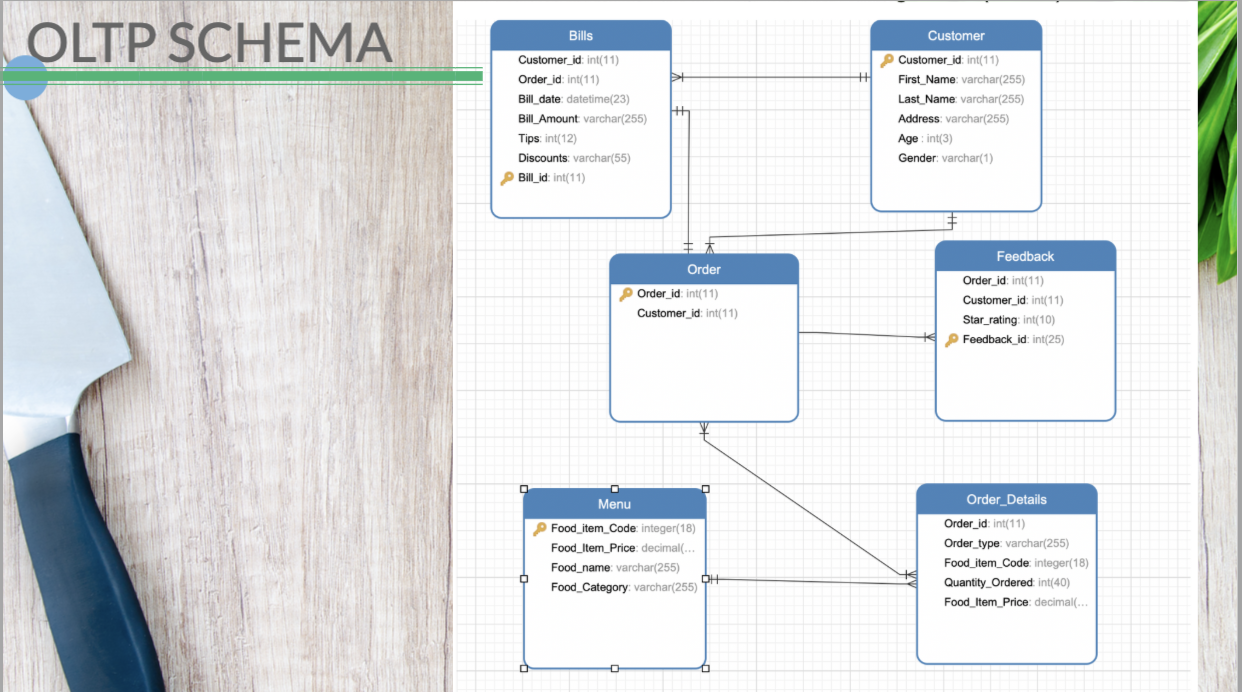 OLTP SCHEMA
Bills
Customer_id: int(11)
Order_id: int(11)
Bill_date: datetime(23)
Bill_Amount: varchar(255)
Tips: int(12)
Discounts: varchar(55)
Bill_id: int(11)
Customer
Customer_id: int(11)
First_Name: varchar(255)
Last_Name: varchar(255)
Address: varchar(255)
Age : int(3)
Gender: varchar(1)
Order
Order_id: int(11)
Customer_id: int(11)
Feedback
Order_id: int(11)
Customer_id: int(11)
Star_rating: int(10)
Feedback_id: int(25)
Menu
Food_item_Code: integer(18)
Food_Item_Price: decimal(...
Food_name: varchar(255)
Food_Category: varchar(255)
Order_Details
Order_id: int(11)
Order_type: varchar(255)
Food_item_Code: integer(18)
Quantity_Ordered: int(40)
Food_Item_Price: decimal(...